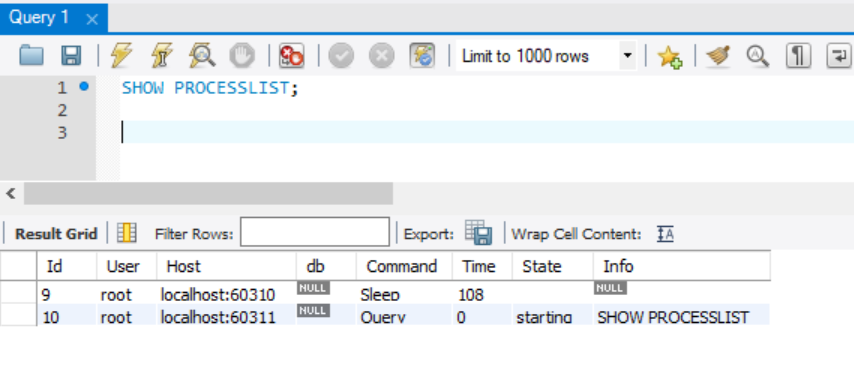 Query 1
Limit to 1000 rows
1 SHOW PROCESSLIST;
2
3
Result Grid Filter Rows: Export: Wrap Cell Content:
Id User Host db Command Time State Info
9 root localhost:60310 NULL Sleep 108 NULL
10 root localhost:60311 NULL Query 0 starting SHOW PROCESSLIST